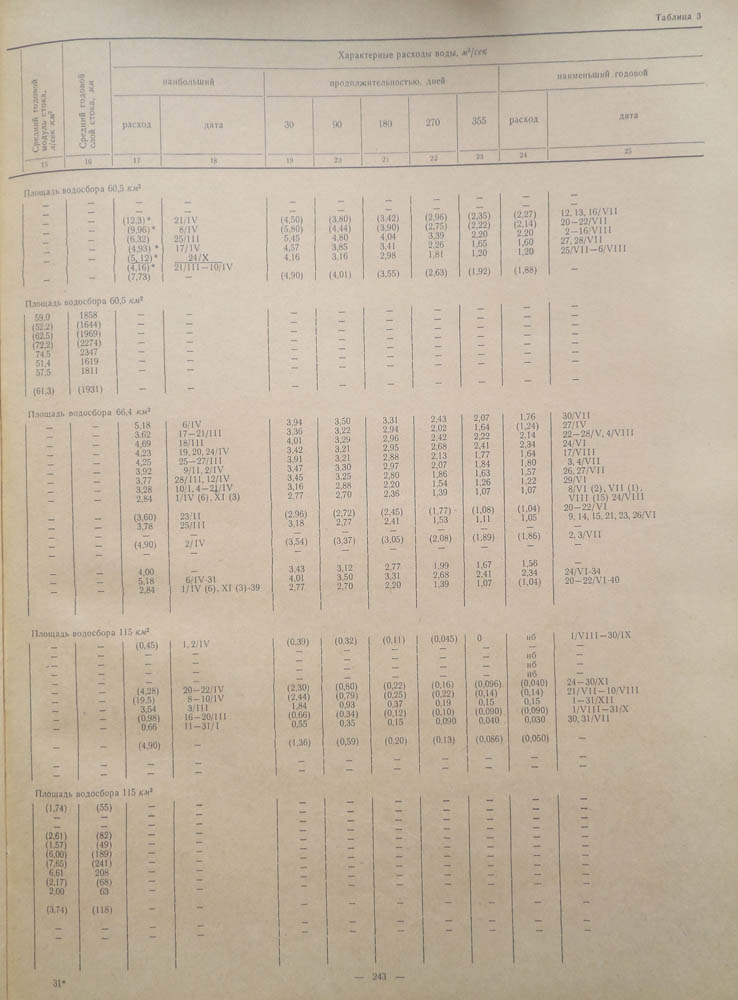 Таблица 3
Средний годовой модуль стока, л/сек км²
Средний годовой слой стока, мм
Характерные расходы воды, м³/сек
наибольший продолжительностью, дней наименьший годовой
расход дата 30 90 180 270 355 расход дата
15 16 17 18 19 20 21 22 23 24 25
Площадь водосбора 60,5 км²
— — — — — — — — — — —
— — — — — — — — — — —
— — (12,3)* 21/IV (4,50) (3,80) (3,42) (2,96) (2,35) (2,27) 12, 13, 16/VII
— — (9,96)* 8/IV (5,80) (4,44) (3,90) (2,75) (2,22) (2,14) 20—22/VII
— — (6,32) 25/III 5,45 4,80 4,04 3,39 2,20 2,20 2—16/VIII
— — (4,93)* 17/IV 4,57 3,85 3,41 2,26 1,65 1,60 27, 28/VII
— — (5,12)* 24/X 4,16 3,16 2,98 1,81 1,20 1,20 25/VII—6/VIII
(4,16)* 21/III—10/IV
— — (7,73) — (4,90) (4,01) (3,55) (2,63) (1,92) (1,88) —
Площадь водосбора 60,5 км²
59,0 1858 — — — — — — — — —
(52,2) (1644) — — — — — — — — —
(62,5) (1969) — — — — — — — — —
(72,2) (2274) — — — — — — — — —
74,5 2347 — — — — — — — — —
51,4 1619 — — — — — — — — —
57,5 1811 — — — — — — — — —
(61,3) (1931) — — — — — — — — —
Площадь водосбора 66,4 км²
— — 5,18 6/IV 3,94 3,50 3,31 2,43 2,07 1,76 30/VII
— — 3,62 17—21/III 3,36 3,22 2,94 2,02 1,64 (1,24) 27/IV
— — 4,69 18/III 4,01 3,29 2,96 2,42 2,22 2,14 22—28/V, 4/VIII
— — 4,23 19, 20, 24/IV 3,42 3,21 2,95 2,68 2,41 2,34 24/VI
— — 4,25 25—27/III 3,91 3,21 2,88 2,13 1,77 1,64 17/VIII
— — 3,92 9/II, 2/IV 3,47 3,30 2,97 2,07 1,84 1,80 3, 4/VII
— — 3,77 28/III, 12/IV 3,45 3,25 2,80 1,86 1,63 1,57 26, 27/VII
— — 3,28 10/I, 4—21/IV 3,16 2,88 2,20 1,54 1,26 1,22 29/VI
— — 2,84 1/IV (6), XI (3) 2,77 2,70 2,36 1,39 1,07 1,07 8/VI (2), VII (1),
VIII (15) 24/VIII
— — (3,60) 23/II (2,96) (2,72) (2,45) (1,77) (1,08) (1,04) 20—22/VI
— — 3,78 25/III 3,18 2,77 2,41 1,53 1,11 1,05 9, 14, 15, 21, 23, 26/VI
— — — — — — — — — — —
— — (4,90) 2/IV (3,54) (3,37) (3,05) (2,08) (1,89) (1,86) 2, 3/VII
— — — — — — — — — — —
— — 4,00 — 3,43 3,12 2,77 1,99 1,67 1,56 —
— — 5,18 6/IV-31 4,01 3,50 3,31 2,68 2,41 2,34 24/VI-34
— — 2,84 1/IV (6), XI (3)-39 2,77 2,70 2,20 1,39 1,07 (1,04) 20—22/VI-40
Площадь водосбора 115 км²
— — (0,45) 1, 2/IV (0,39) (0,32) (0,11) (0,045) 0 нб 1/VIII—30/IX
— — — — — — — — — нб —
— — — — — — — — — нб —
— — — — — — — — — нб —
— — (4,28) 20—22/IV (2,30) (0,80) (0,22) (0,16) (0,096) (0,040) 24—30/XI
— — (19,5) 8—10/IV (2,44) (0,79) (0,25) (0,22) (0,14) (0,14) 21/VII—10/VIII
— — 3,54 3/III 1,84 0,93 0,37 0,19 0,15 0,15 1—31/XII
— — (0,98) 16—20/III (0,66) (0,34) (0,12) (0,10) (0,090) (0,090) 1/VIII—31/X
— — 0,66 11—31/I 0,55 0,35 0,15 0,090 0,040 0,030 30, 31/VII
— — (4,90) — (1,36) (0,59) (0,20) (0,13) (0,086) (0,050) —
— — — — — — — — — — —
— — — — — — — — — — —
Площадь водосбора 115 км²
(1,74) (55) — — — — — — — — —
— — — — — — — — — — —
— — — — — — — — — — —
(2,61) (82) — — — — — — — — —
(1,57) (49) — — — — — — — — —
(6,00) (189) — — — — — — — — —
(7,65) (241) — — — — — — — — —
6,61 208 — — — — — — — — —
(2,17) (68) — — — — — — — — —
2,00 63 — — — — — — — — —
(3,74) (118) — — — — — — — — —
— — — — — — — — — — —
— — — — — — — — — — —
31*
— 243 —